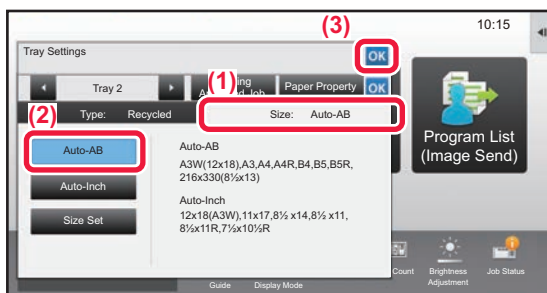 (3)
10:15
Tray Settings
OK
(1)
Tray 2
ing
Job
Paper Property
OK
(2)
Type: Recycled
Size: Auto-AB
Auto-AB
Auto-Inch
Size Set
Auto-AB
A3W(12x18),A3,A4,A4R,B4,B5,B5R,
216x330(8½x13)
Auto-Inch
12x18(A3W),11x17,8½ x14,8½ x11,
8½x11R,7½x10½R
Program List
(Image Send)
Count
Brightness
Adjustment
Job Status
Guide
Display Mode